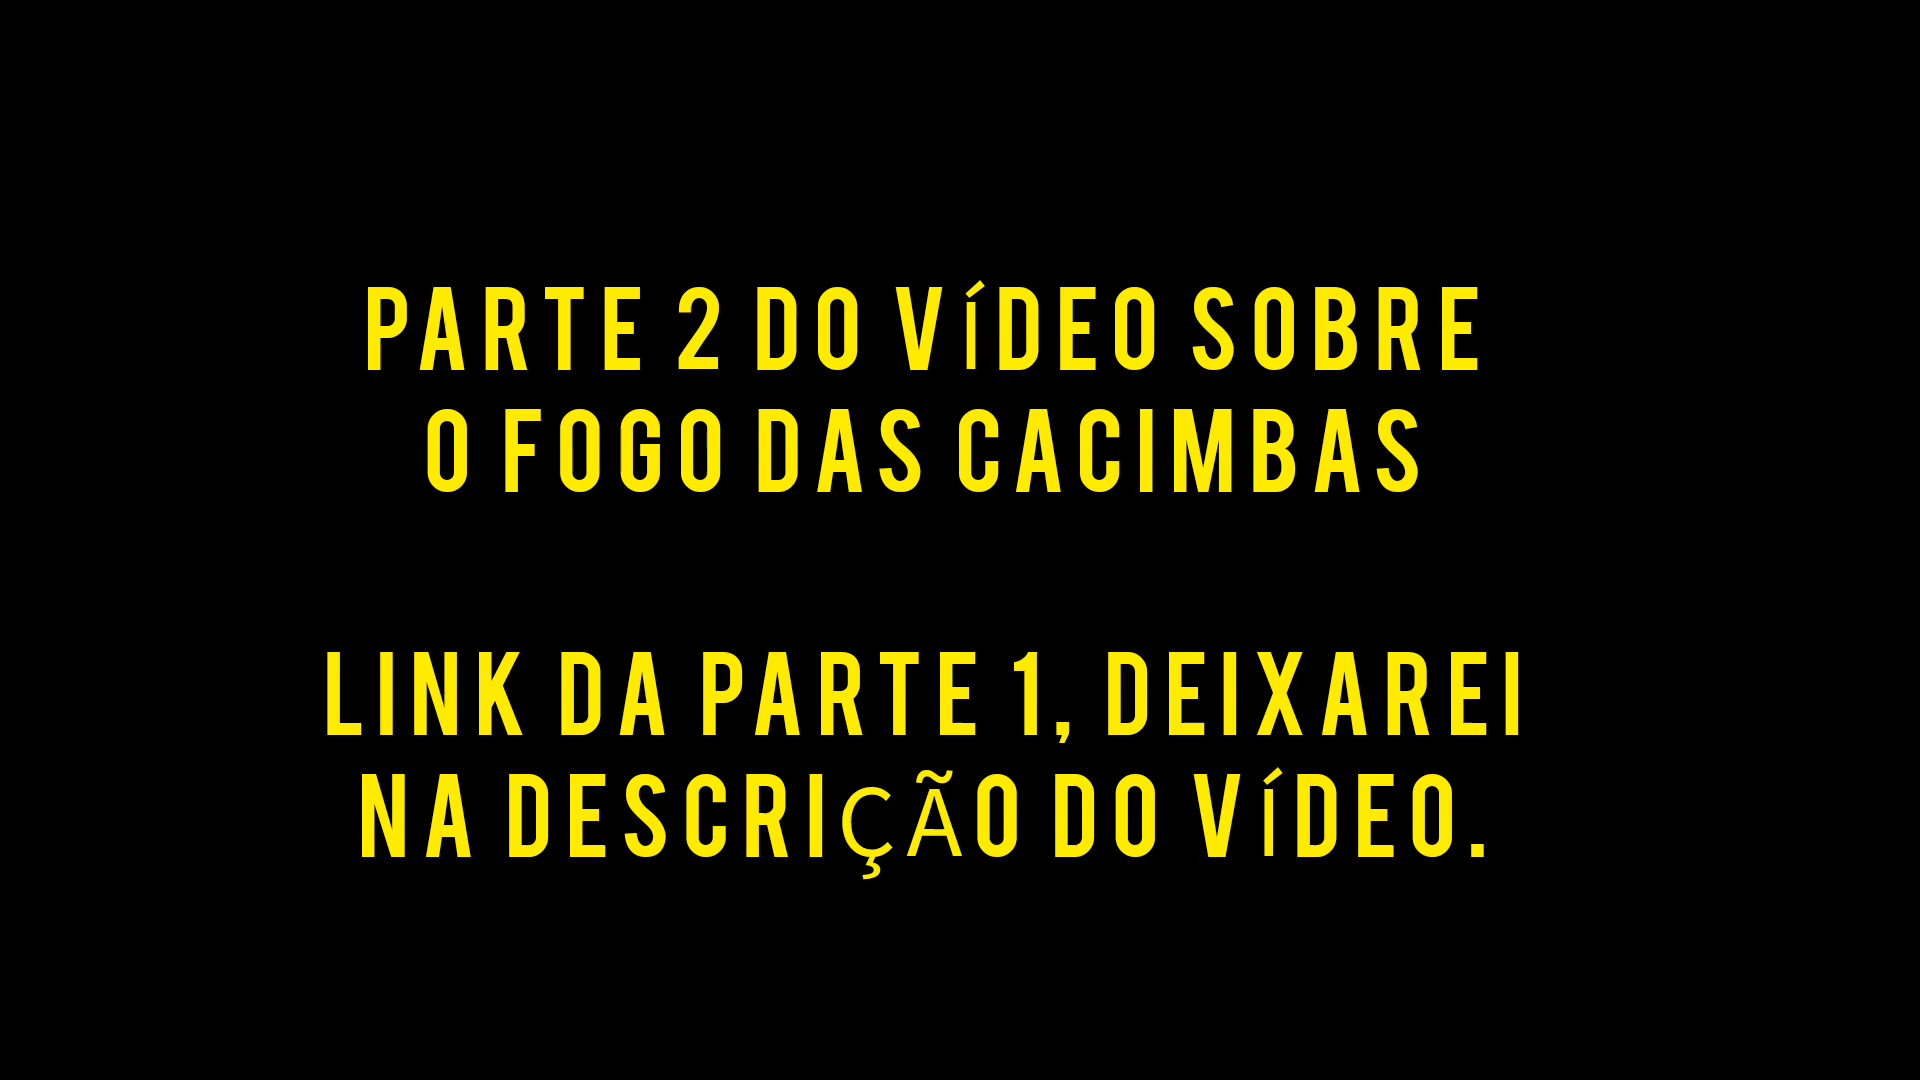 PARTE 2 DO VÍDEO SOBRE
O FOGO DAS CACIMBAS
LINK DA PARTE 1, DEIXAREI
NA DESCRIÇÃO DO VÍDEO.